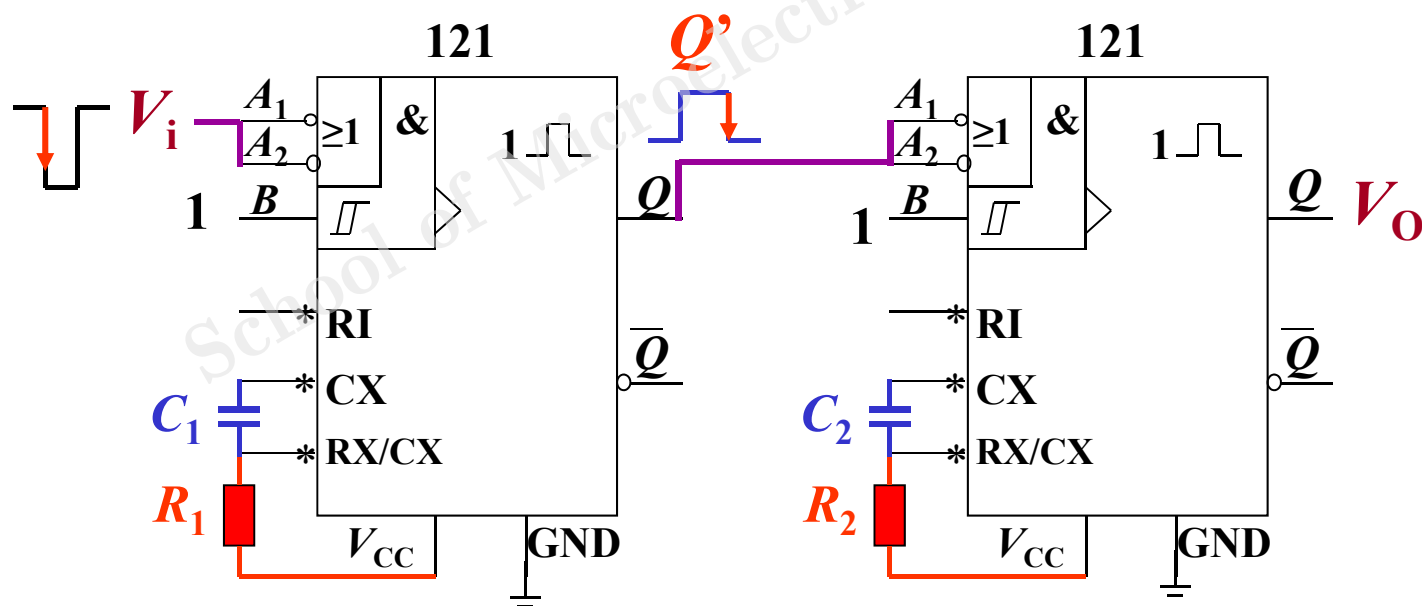 121
Q’
121
Vi
A1
A2
B
1
≥1
&
1
Q
Q
RI
CX
RX/CX
C1
R1
VCC
GND
A1
A2
B
1
≥1
&
1
Q
VO
Q
RI
CX
RX/CX
C2
R2
VCC
GND
School of Microelectr